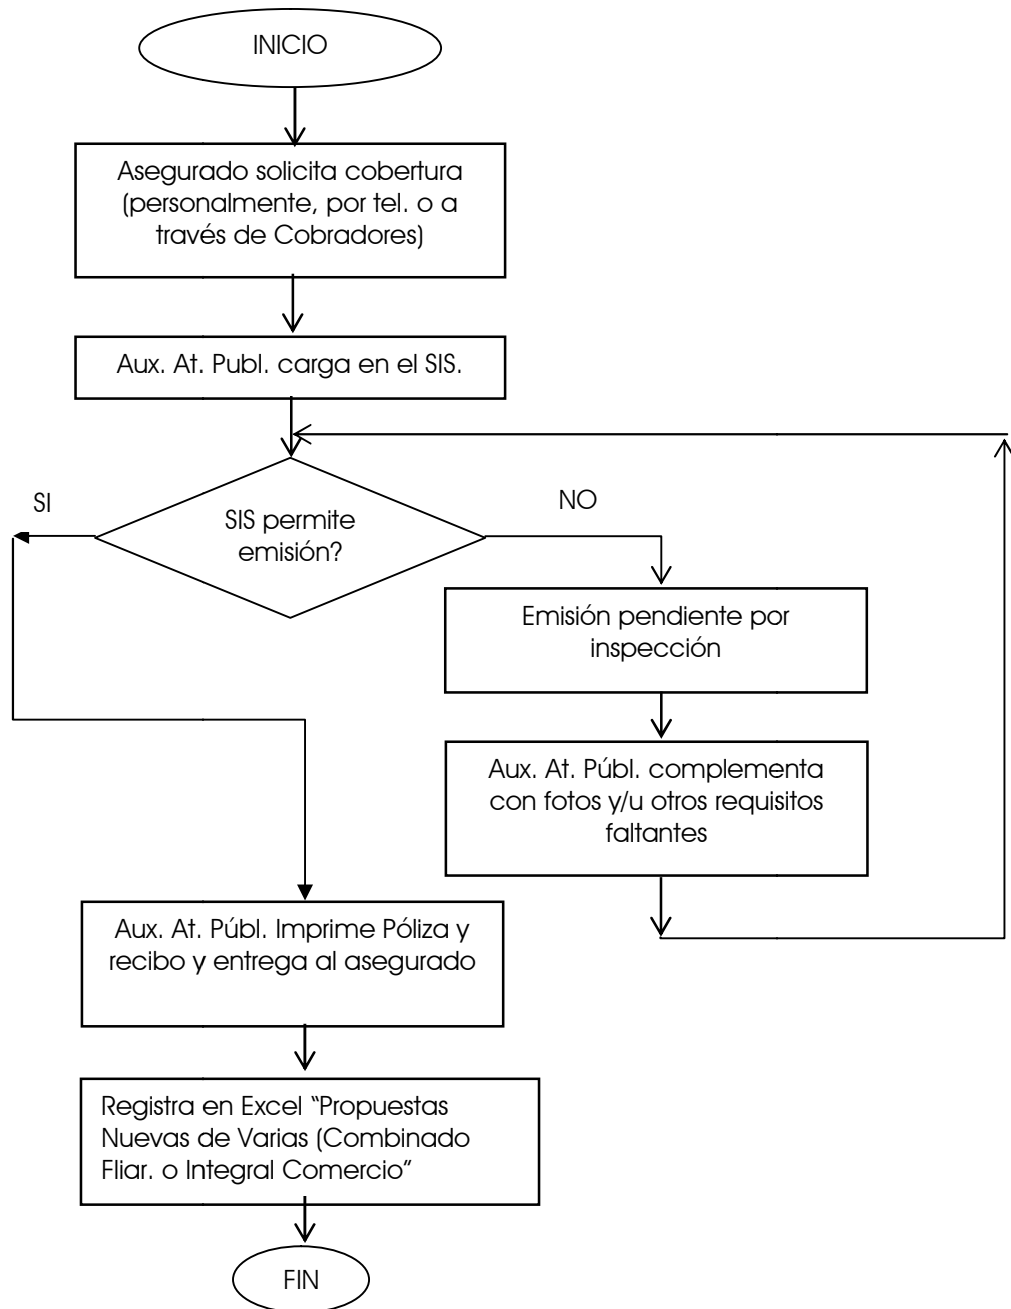 INICIO
Asegurado solicita cobertura
(personalmente, por tel. o a
través de Cobradores)
Aux. At. Publ. carga en el SIS.
SI
NO
SIS permite
emisión?
Emisión pendiente por
inspección
Aux. At. Públ. complementa
con fotos y/u otros requisitos
faltantes
Aux. At. Públ. Imprime Póliza y
recibo y entrega al asegurado
Registra en Excel “Propuestas
Nuevas de Varias (Combinado
Fliar. o Integral Comercio”
FIN